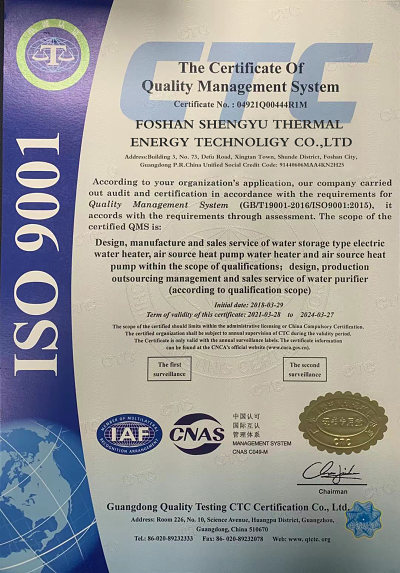 CTC
The Certificate Of
Quality Management System
Certificate No. : 04921Q00444R1M
FOSHAN SHENGYU THERMAL
ENERGY TECHNOLIGY CO.,LTD
Address:Building 3, No. 73, Defu Road, Xingtan Town, Shunde District, Foshan City,
Guangdong P.R.China Unified Social Credit Code: 91440606MAA4KN2H25
According to your organization's application, our company carried
out audit and certification in accordance with the requirements for
Quality Management System (GB/T19001-2016/ISO9001:2015), it
accords with the requirements through assessment. The scope of the
certified QMS is:
Design, manufacture and sales service of water storage type electric
water heater, air source heat pump water heater and air source heat
pump within the scope of qualifications; design, production
outsourcing management and sales service of water purifier
(according to qualification scope)
Initial date: 2018-03-29
Term of validity of this certificate: 2021-03-28 to 2024-03-27
The scope of the certified should limits within the administrative licensing or China Compulsory Certification.
The certified organization shall be subject to annual supervision of CTC during the validity period.
The Certificate is only valid with the annual surveillance labels. The certificate information
can be found at the CNCA's official website (www.cnca.gov.cn).
The first
surveillance
The second
surveillance
ISO 9001
MEMBER OF MULTILATERAL
IAF
RECOGNITION ARRANGEMENT
CNAS
中国认可
国际互认
管理体系
MANAGEMENT SYSTEM
CNAS C049-M
CTC
Chairman
Guangdong Quality Testing CTC Certification Co., Ltd.
Address: Room 226, No. 10, Science Avenue, Huangpu District, Guangzhou,
Guangdong, China 510670
Tel.: 86-020-89232333 Fax: 86- 020-89232078 Web: www. gtctc. org